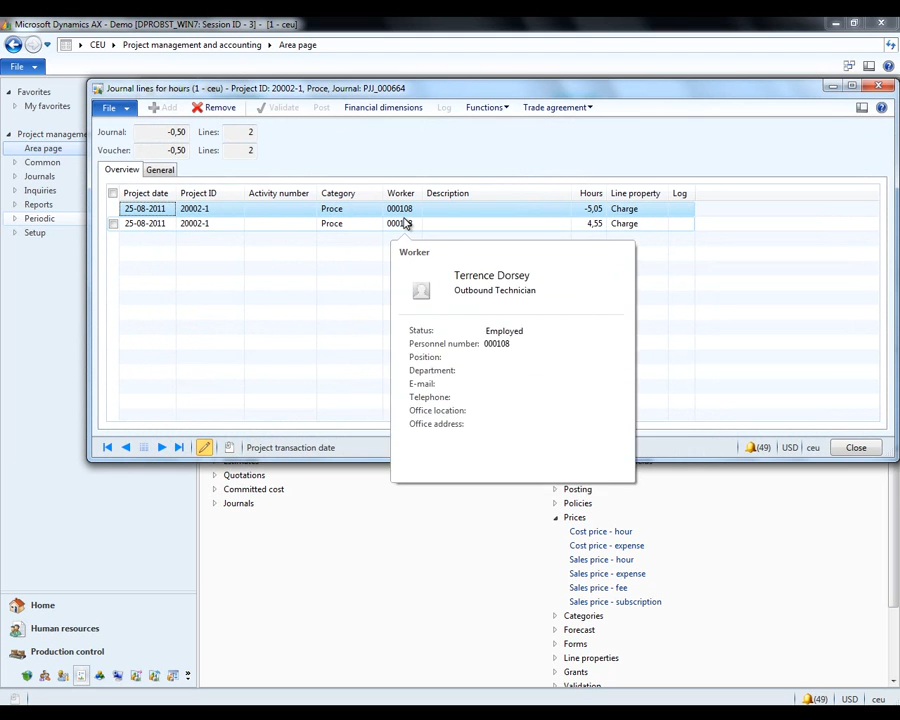 Microsoft Dynamics AX - Demo [DPROBST_WIN7: Session ID - 3] - [1 - ceu]
CEU Project management and accounting Area page
File
Favorites
My favorites
Project manageme
Area page
Common
Journals
Inquiries
Reports
Periodic
Setup
Journal lines for hours (1 - ceu) - Project ID: 20002-1, Proce, Journal: PJJ_000664
File Add Remove Validate Post Financial dimensions Log Functions Trade agreement
Journal: -0,50 Lines: 2
Voucher: -0,50 Lines: 2
Overview General
Project date Project ID Activity number Category Worker Description Hours Line property Log
25-08-2011 20002-1 Proce 000108 -5,05 Charge
25-08-2011 20002-1 Proce 4,55 Charge
Worker
Terrence Dorsey
Outbound Technician
Status: Employed
Personnel number: 000108
Position:
Department:
E-mail:
Telephone:
Office location:
Office address:
Project transaction date (49) USD ceu Close
Quotations
Committed cost
Journals
Posting
Policies
Prices
Cost price - hour
Cost price - expense
Sales price - hour
Sales price - expense
Sales price - fee
Sales price - subscription
Categories
Forecast
Forms
Line properties
Grants
Validation
Home
Human resources
Production control
(49) USD ceu